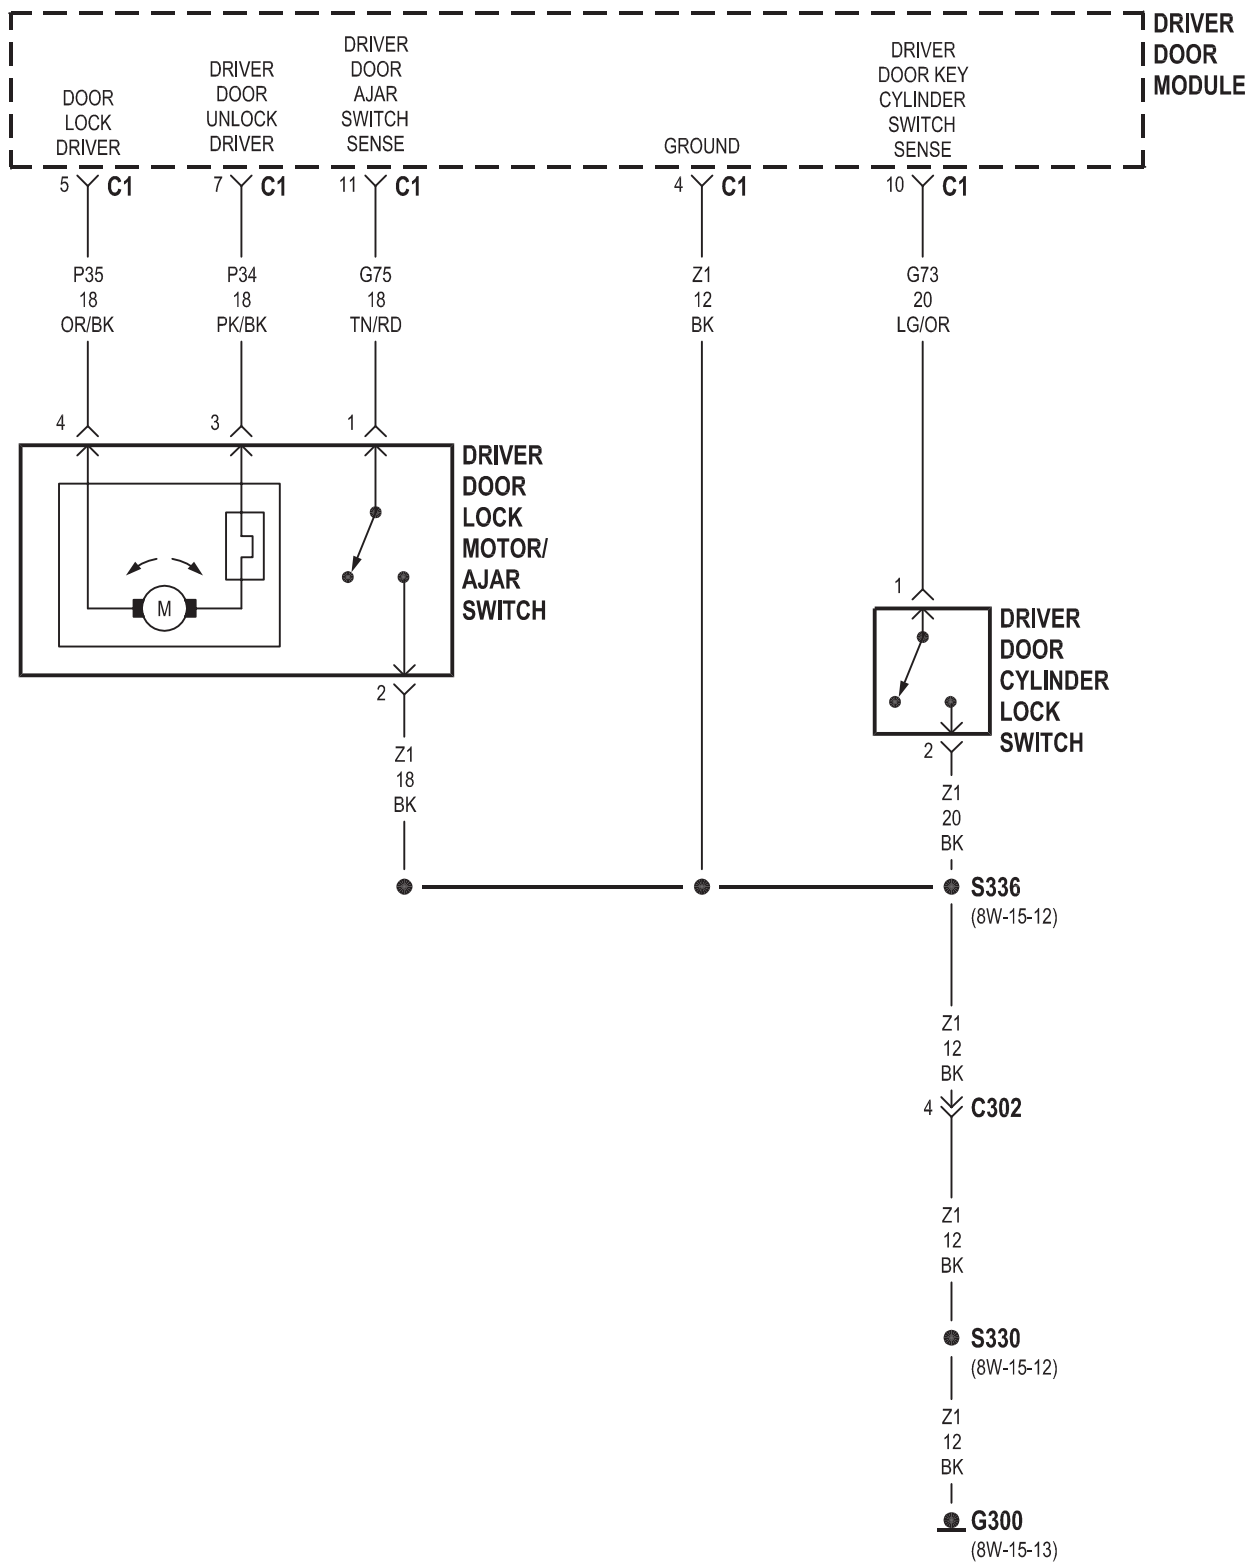 DRIVER
DOOR
MODULE
DOOR
LOCK
DRIVER
DRIVER
DOOR
UNLOCK
DRIVER
DRIVER
DOOR
AJAR
SWITCH
SENSE
GROUND
DRIVER
DOOR KEY
CYLINDER
SWITCH
SENSE
5 C1
7 C1
11 C1
4 C1
10 C1
P35
18
OR/BK
P34
18
PK/BK
G75
18
TN/RD
Z1
12
BK
G73
20
LG/OR
4
3
1
DRIVER
DOOR
LOCK
MOTOR/
AJAR
SWITCH
M
2
Z1
18
BK
1
DRIVER
DOOR
CYLINDER
LOCK
SWITCH
2
Z1
20
BK
S336
(8W-15-12)
Z1
12
BK
4 C302
Z1
12
BK
S330
(8W-15-12)
Z1
12
BK
G300
(8W-15-13)